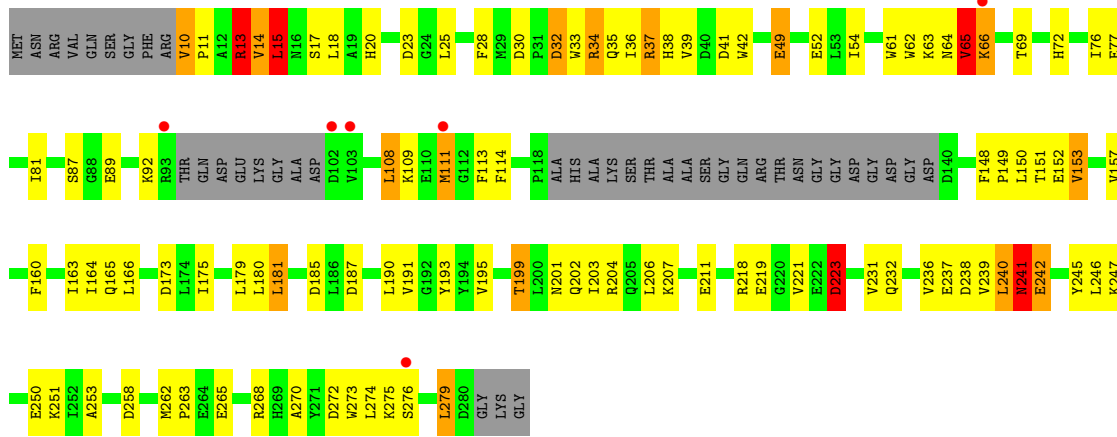 MET ASN ARG VAL GLN SER GLY PHE ARG V10 P11 A12 R13 V14 L15 N16 S17 L18 A19 H20 D23 G24 L25 F28 M29 D30 P31 D32 W33 R34 Q35 I36 R37 H38 V39 D40 D41 W42 E49 E52 L53 I54 W61 W62 K63 N64 V65 K66 T69 H72 I76 E77
I81 S87 G88 E89 K92 R93 THR GLN ASP GLU LYS GLY ALA ASP D102 V103 L108 K109 E110 M111 G112 F113 F114 P118 ALA HIS ALA LYS SER THR ALA ALA SER GLY GLN ARG THR ASN GLY GLY ASP GLY ASP GLY ASP D140 F148 P149 L150 T151 E152 V153 V157
F160 I163 I164 Q165 L166 D173 L174 I175 L179 L180 L181 D185 L186 D187 L190 V191 G192 Y193 Y194 V195 T199 L200 N201 Q202 I203 R204 Q205 L206 K207 E211 R218 E219 G220 V221 E222 D223 V231 Q232 V236 E237 D238 V239 L240 N241 E242 Y245 L246 K247
E250 K251 I252 A253 D258 M262 P263 E264 E265 R268 H269 A270 Y271 D272 W273 L274 K275 S276 L279 D280 GLY LYS GLY